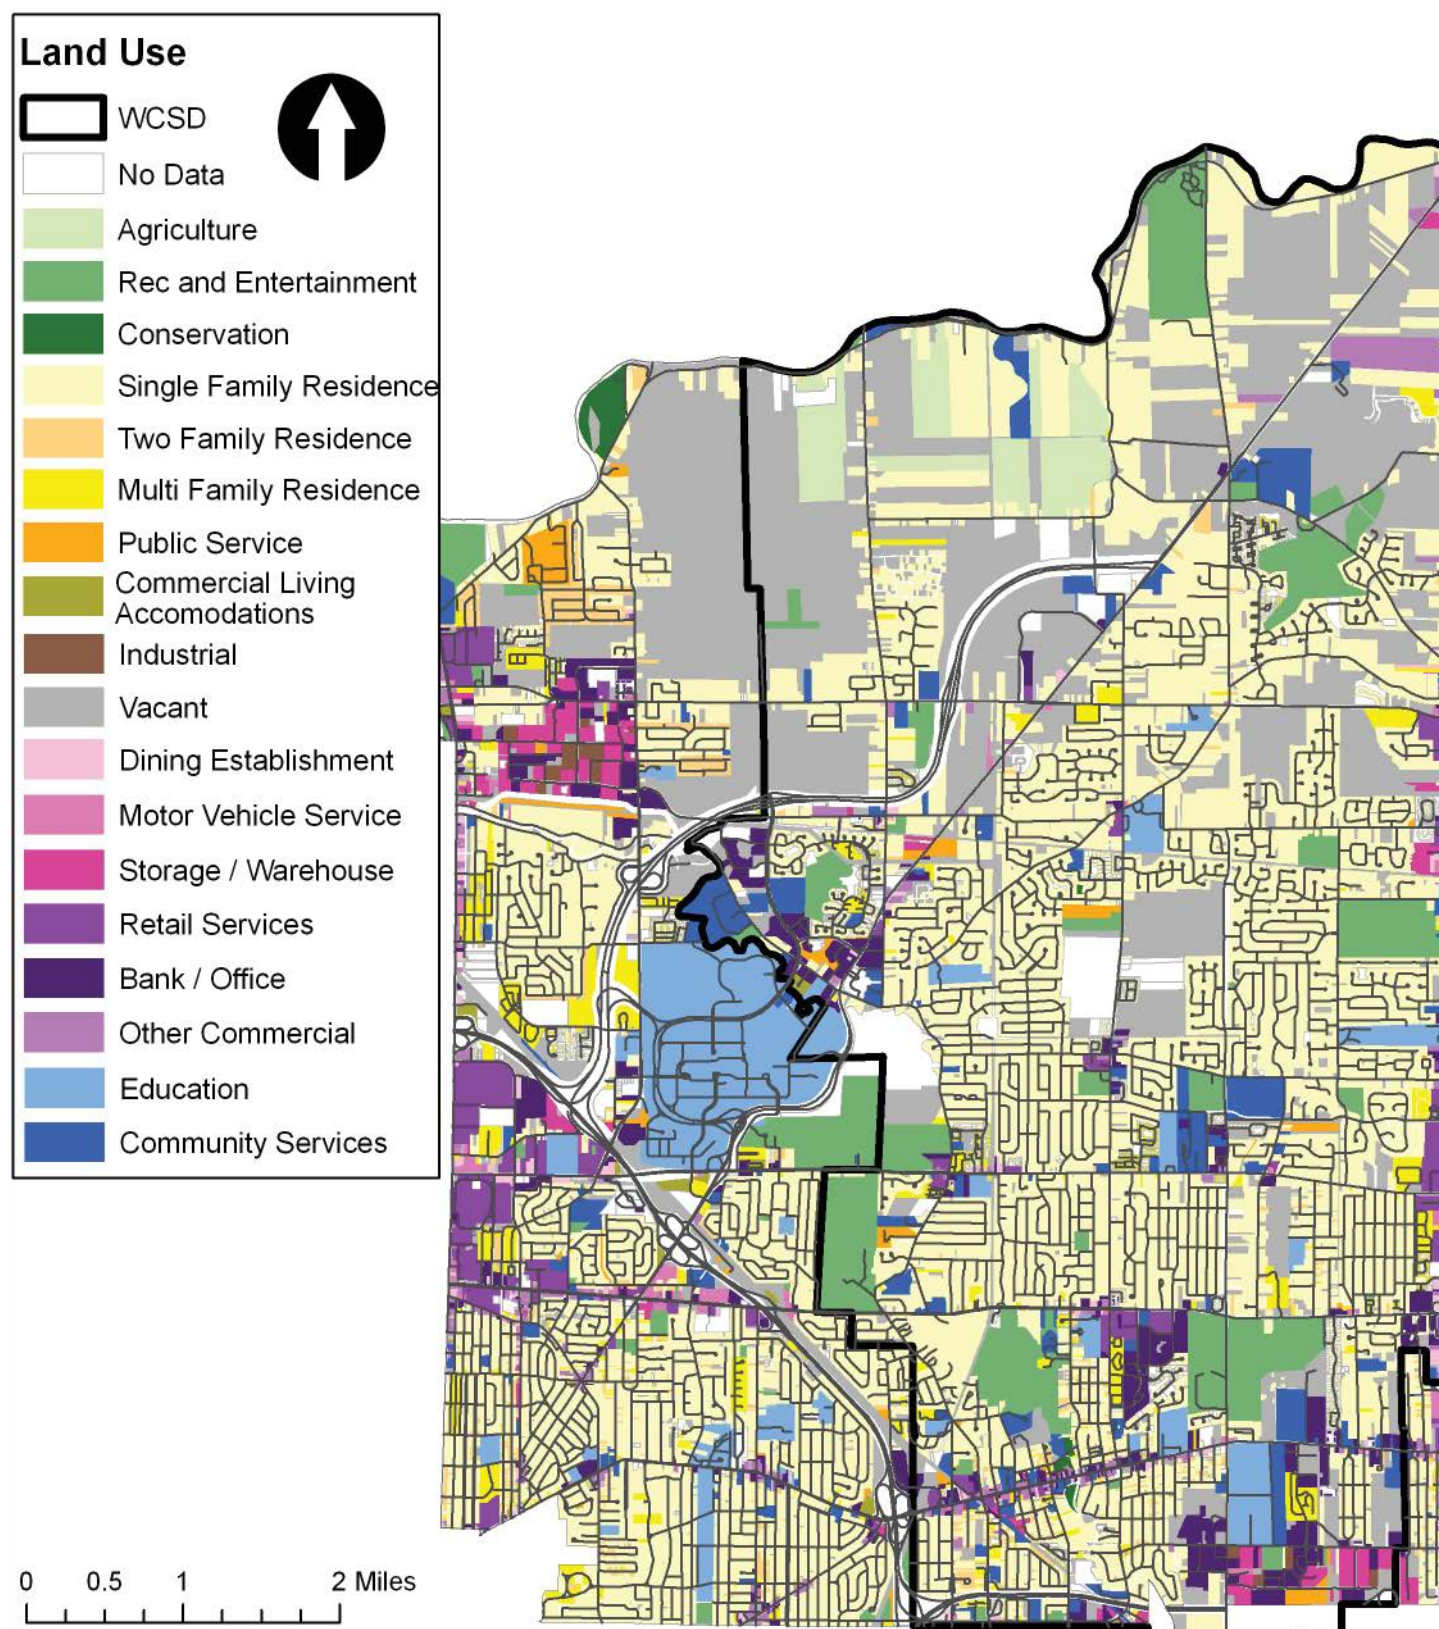 Land Use
WCSD
No Data
Agriculture
Rec and Entertainment
Conservation
Single Family Residence
Two Family Residence
Multi Family Residence
Public Service
Commercial Living
Accomodations
Industrial
Vacant
Dining Establishment
Motor Vehicle Service
Storage / Warehouse
Retail Services
Bank / Office
Other Commercial
Education
Community Services
0 0.5 1 2 Miles